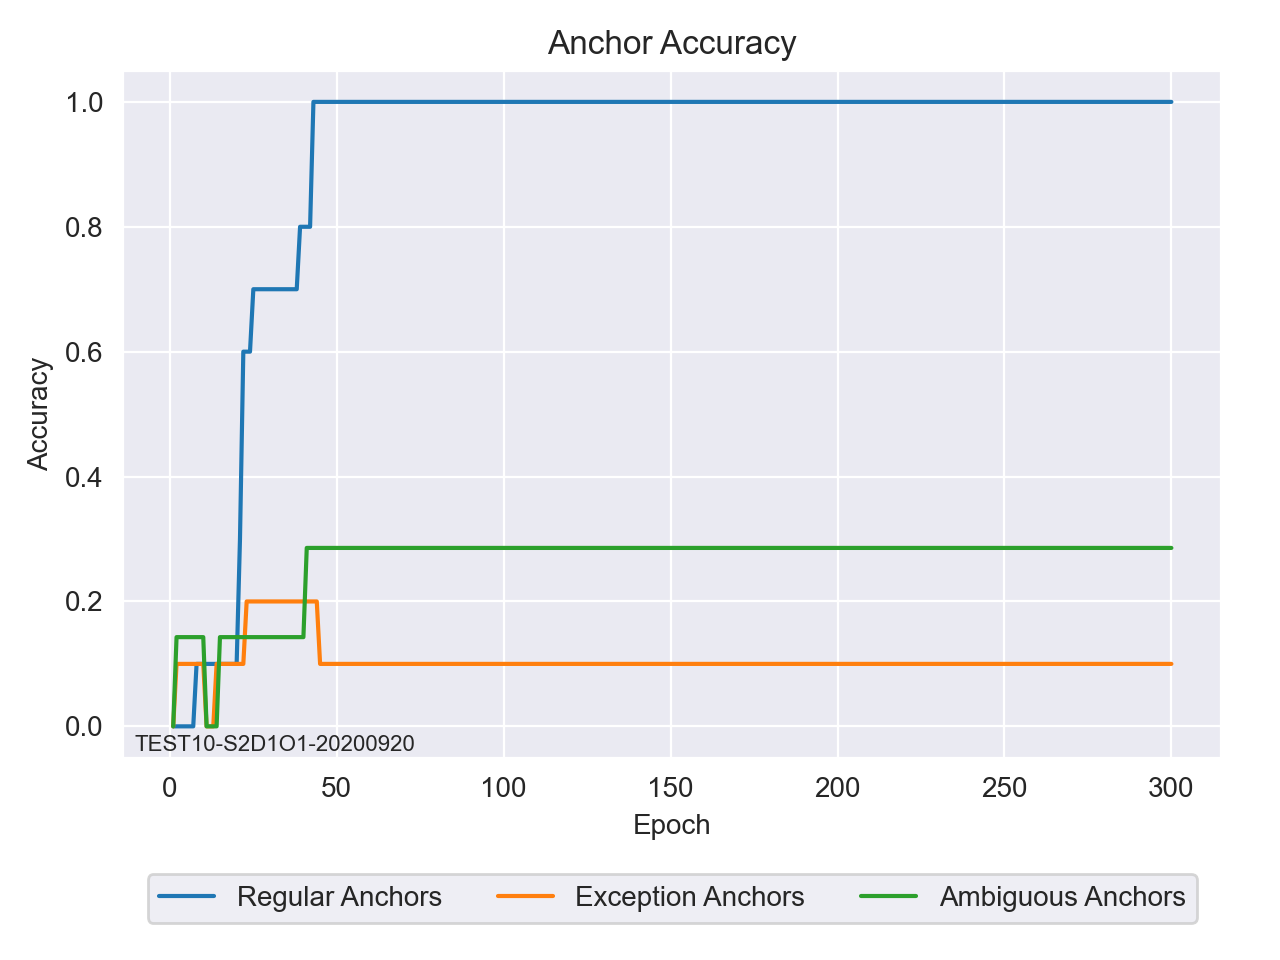 Anchor Accuracy
1.0
0.8
0.6
0.4
0.2
0.0
Accuracy
TEST10-S2D1O1-20200920
0 50 100 150 200 250 300
Epoch
Regular Anchors Exception Anchors Ambiguous Anchors